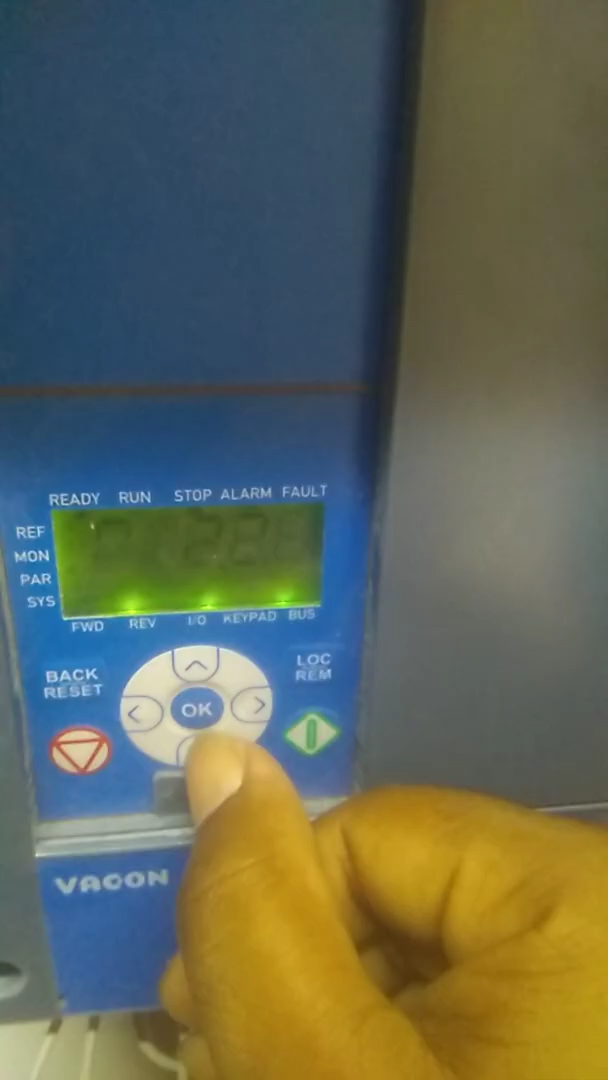 READY RUN STOP ALARM FAULT
REF
MON
PAR
SYS
FWD REV I/O KEYPAD BUS
BACK
RESET
LOC
REM
OK
VACON